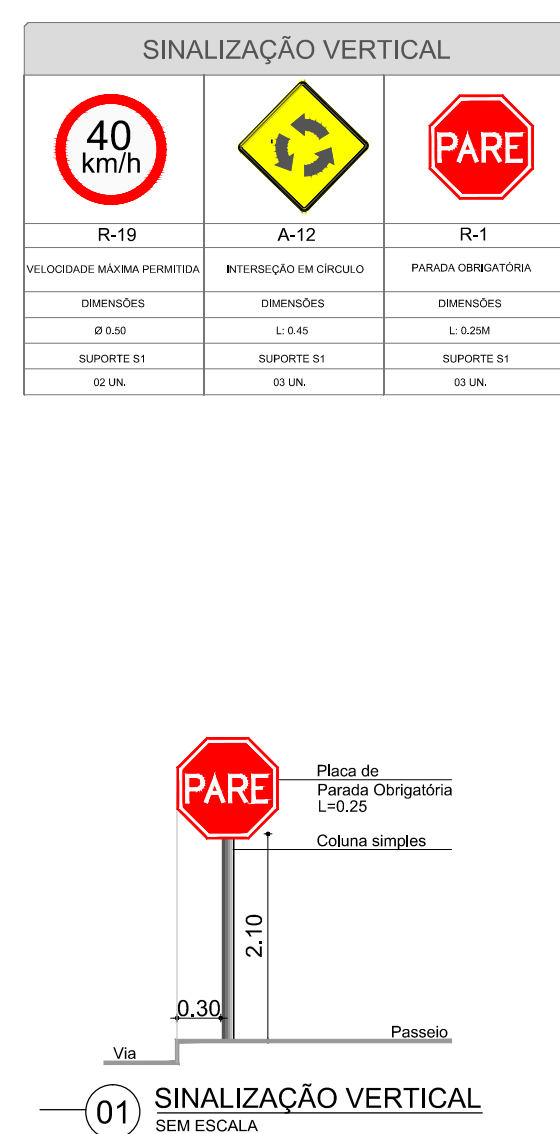 SINALIZAÇÃO VERTICAL
40
km/h
PARE
R-19
A-12
R-1
VELOCIDADE MÁXIMA PERMITIDA
INTERSEÇÃO EM CÍRCULO
PARADA OBRIGATÓRIA
DIMENSÕES
DIMENSÕES
DIMENSÕES
Ø 0.50
L: 0.45
L: 0.25M
SUPORTE S1
SUPORTE S1
SUPORTE S1
02 UN.
03 UN.
03 UN.
PARE
Placa de
Parada Obrigatória
L=0.25
Coluna simples
2.10
0.30
Passeio
Via
01
SINALIZAÇÃO VERTICAL
SEM ESCALA